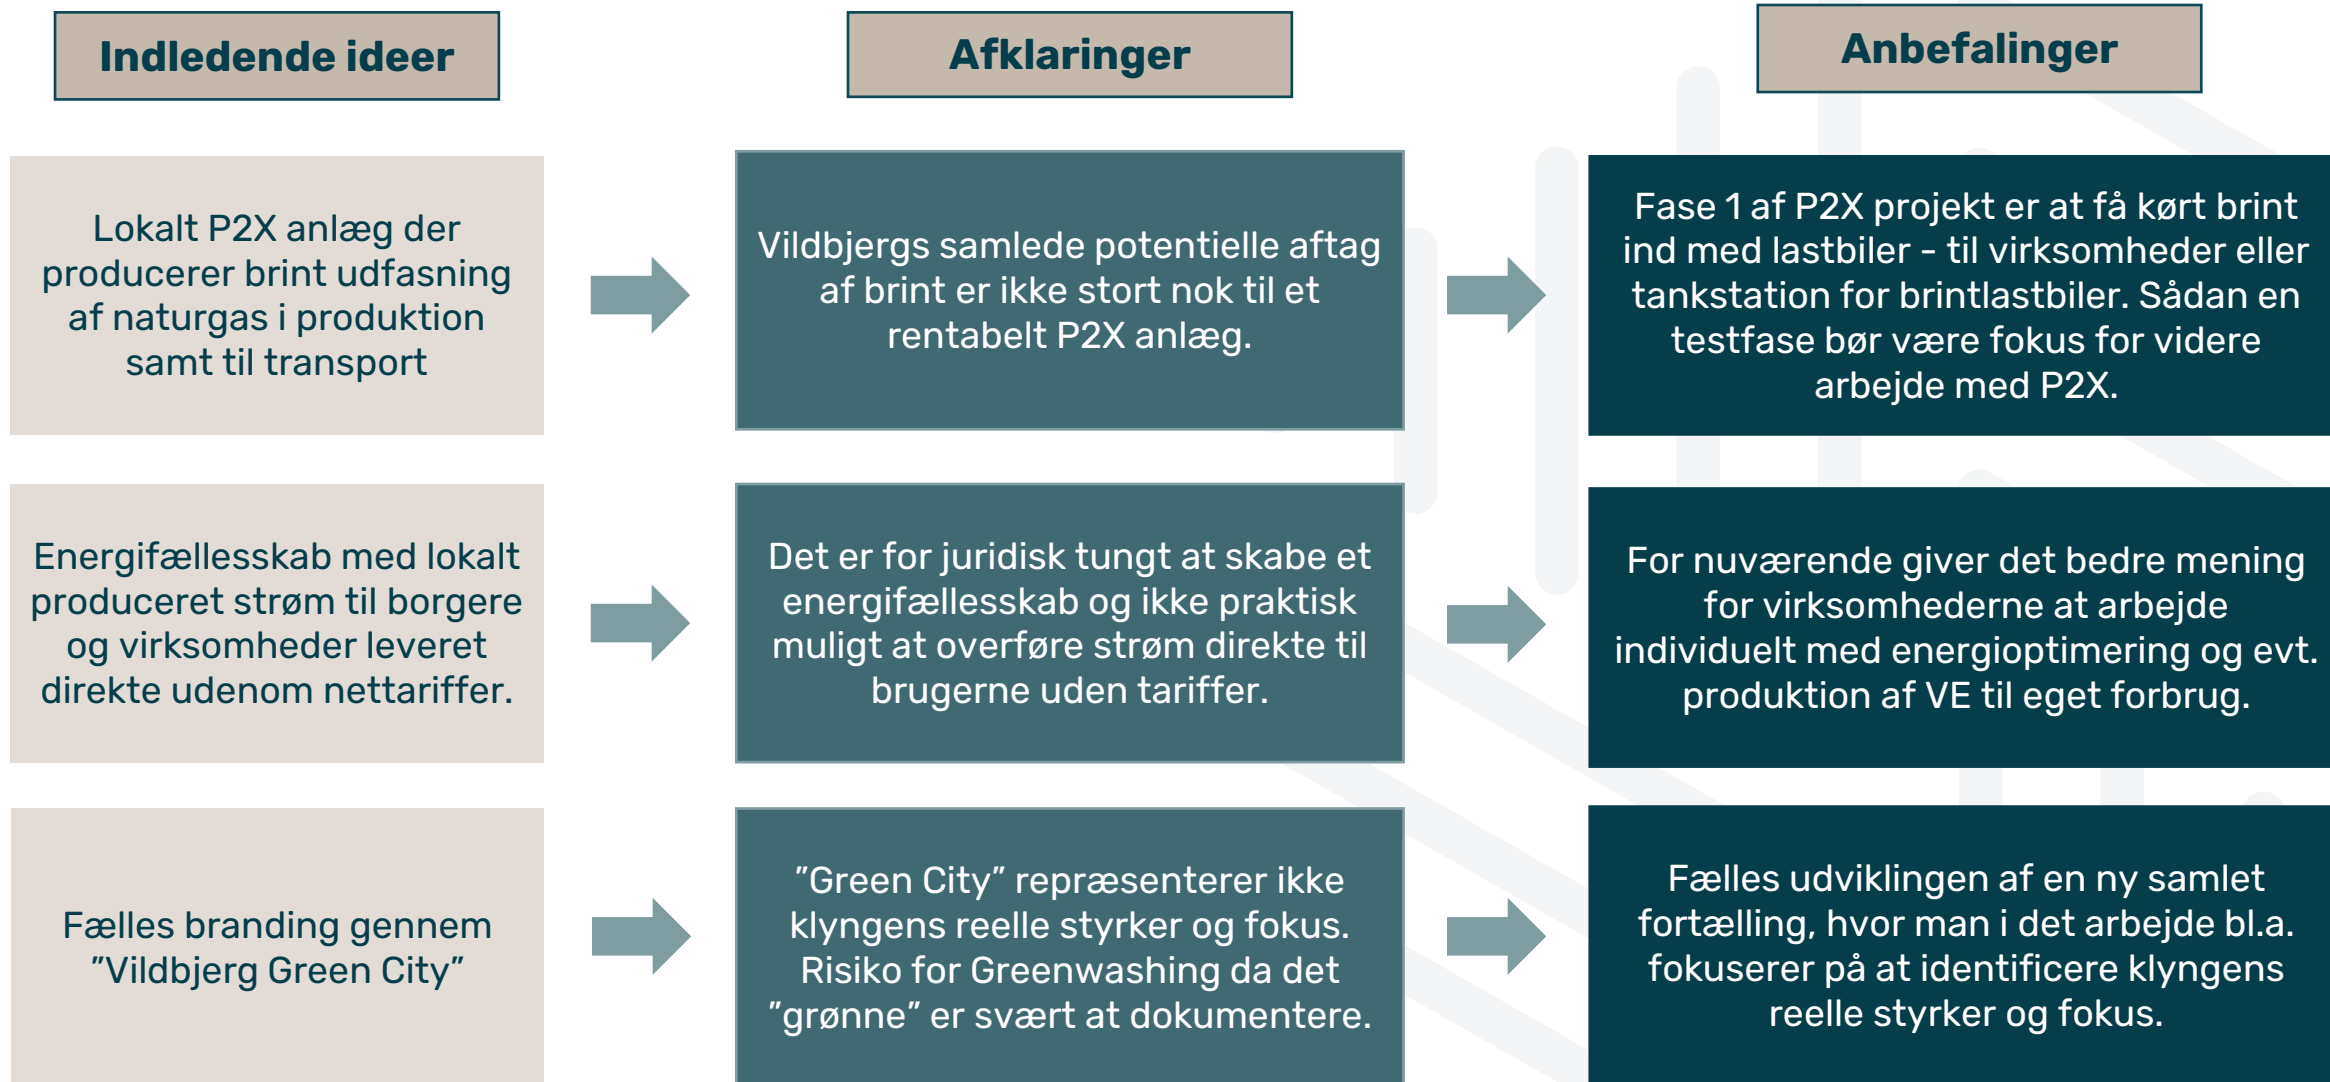 Indledende ideer
Afklaringer
Anbefalinger
Lokalt P2X anlæg der
producerer brint udfasning
af naturgas i produktion
samt til transport
Vildbjergs samlede potentielle aftag
af brint er ikke stort nok til et
rentabelt P2X anlæg.
Fase 1 af P2X projekt er at få kørt brint
ind med lastbiler - til virksomheder eller
tankstation for brintlastbiler. Sådan en
testfase bør være fokus for videre
arbejde med P2X.
Energifællesskab med lokalt
produceret strøm til borgere
og virksomheder leveret
direkte udenom nettariffer.
Det er for juridisk tungt at skabe et
energifællesskab og ikke praktisk
muligt at overføre strøm direkte til
brugerne uden tariffer.
For nuværende giver det bedre mening
for virksomhederne at arbejde
individuelt med energioptimering og evt.
produktion af VE til eget forbrug.
Fælles branding gennem
”Vildbjerg Green City”
”Green City” repræsenterer ikke
klyngens reelle styrker og fokus.
Risiko for Greenwashing da det
”grønne” er svært at dokumentere.
Fælles udviklingen af en ny samlet
fortælling, hvor man i det arbejde bl.a.
fokuserer på at identificere klyngens
reelle styrker og fokus.